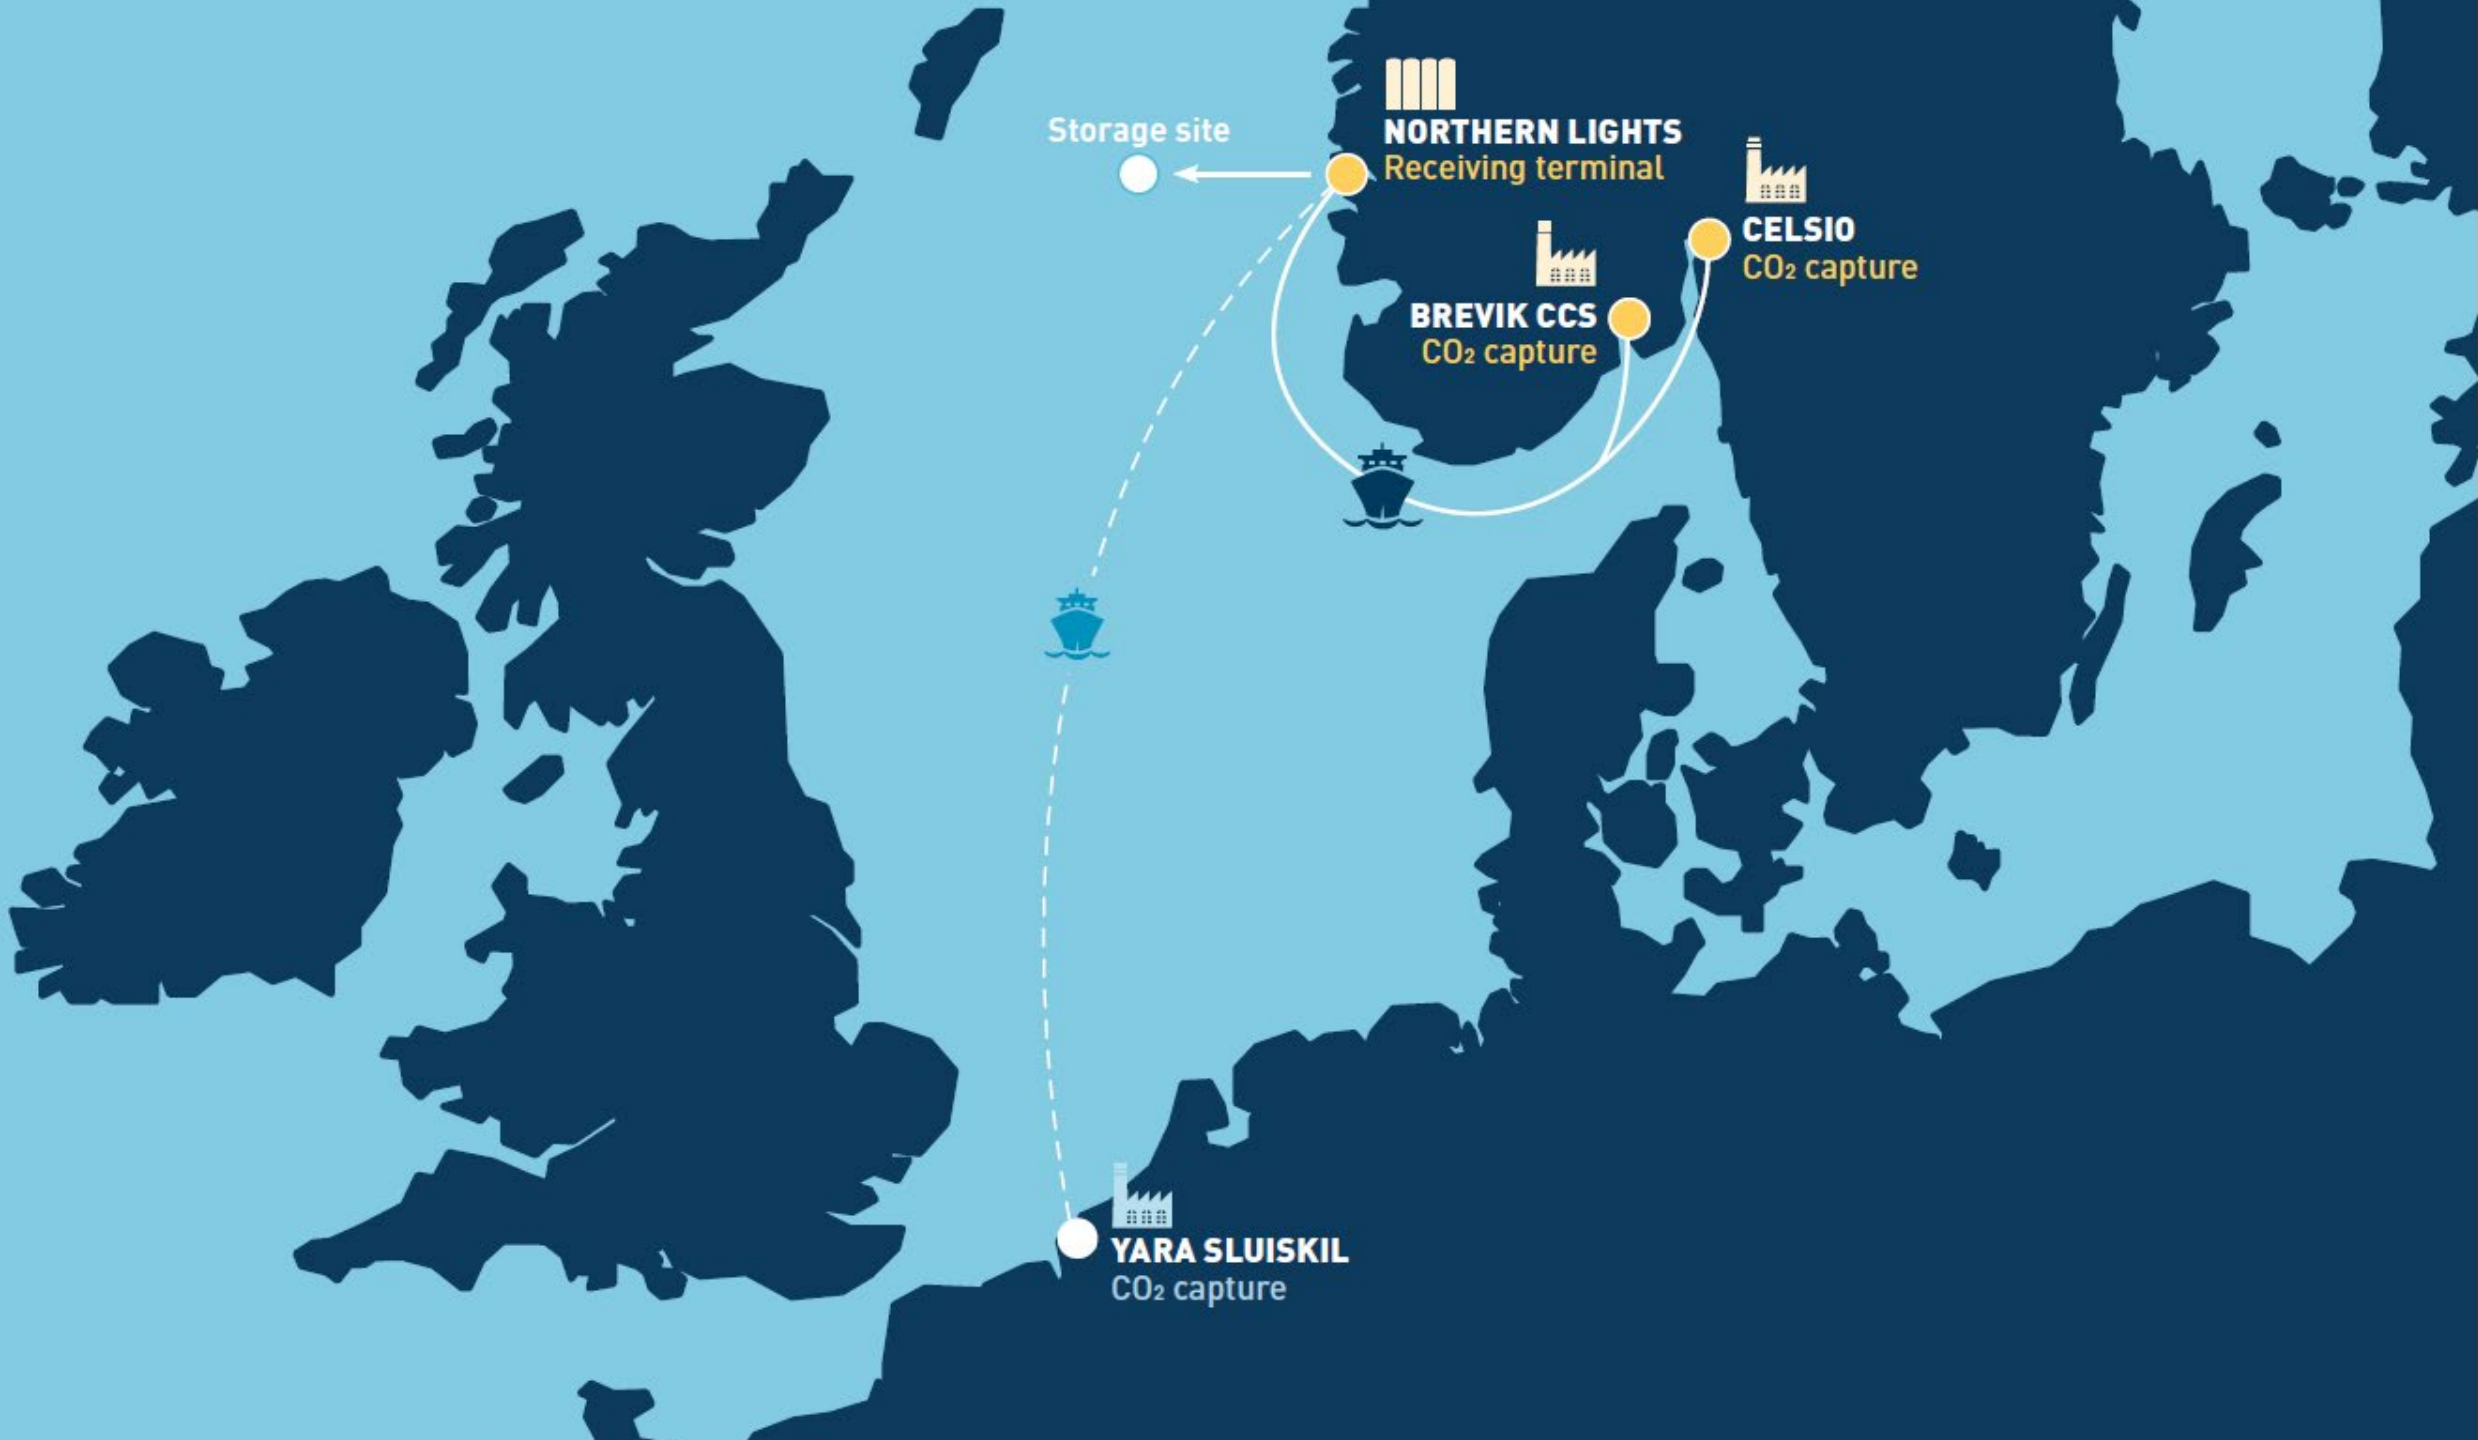 Storage site
NORTHERN LIGHTS
Receiving terminal
CELSIO
CO₂ capture
BREVIK CCS
CO₂ capture
YARA SLUISKIL
CO₂ capture